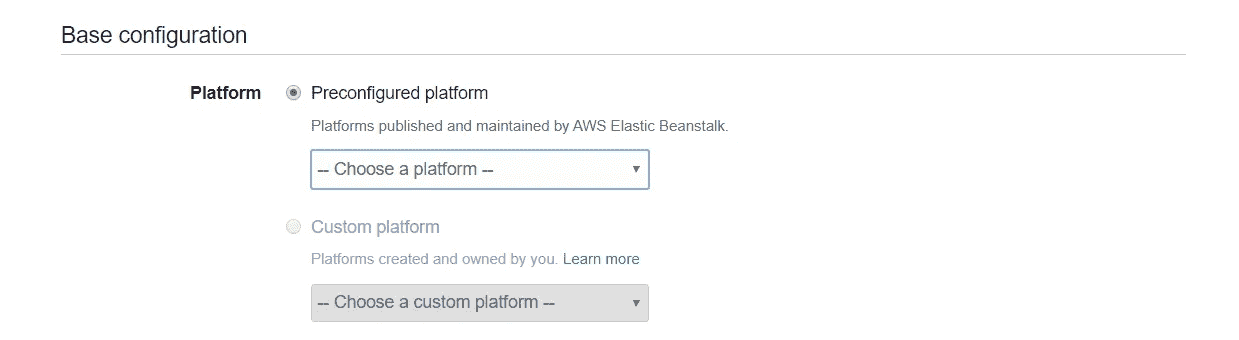 Base configuration
Platform Preconfigured platform
Platforms published and maintained by AWS Elastic Beanstalk.
-- Choose a platform --
Custom platform
Platforms created and owned by you. Learn more
-- Choose a custom platform --